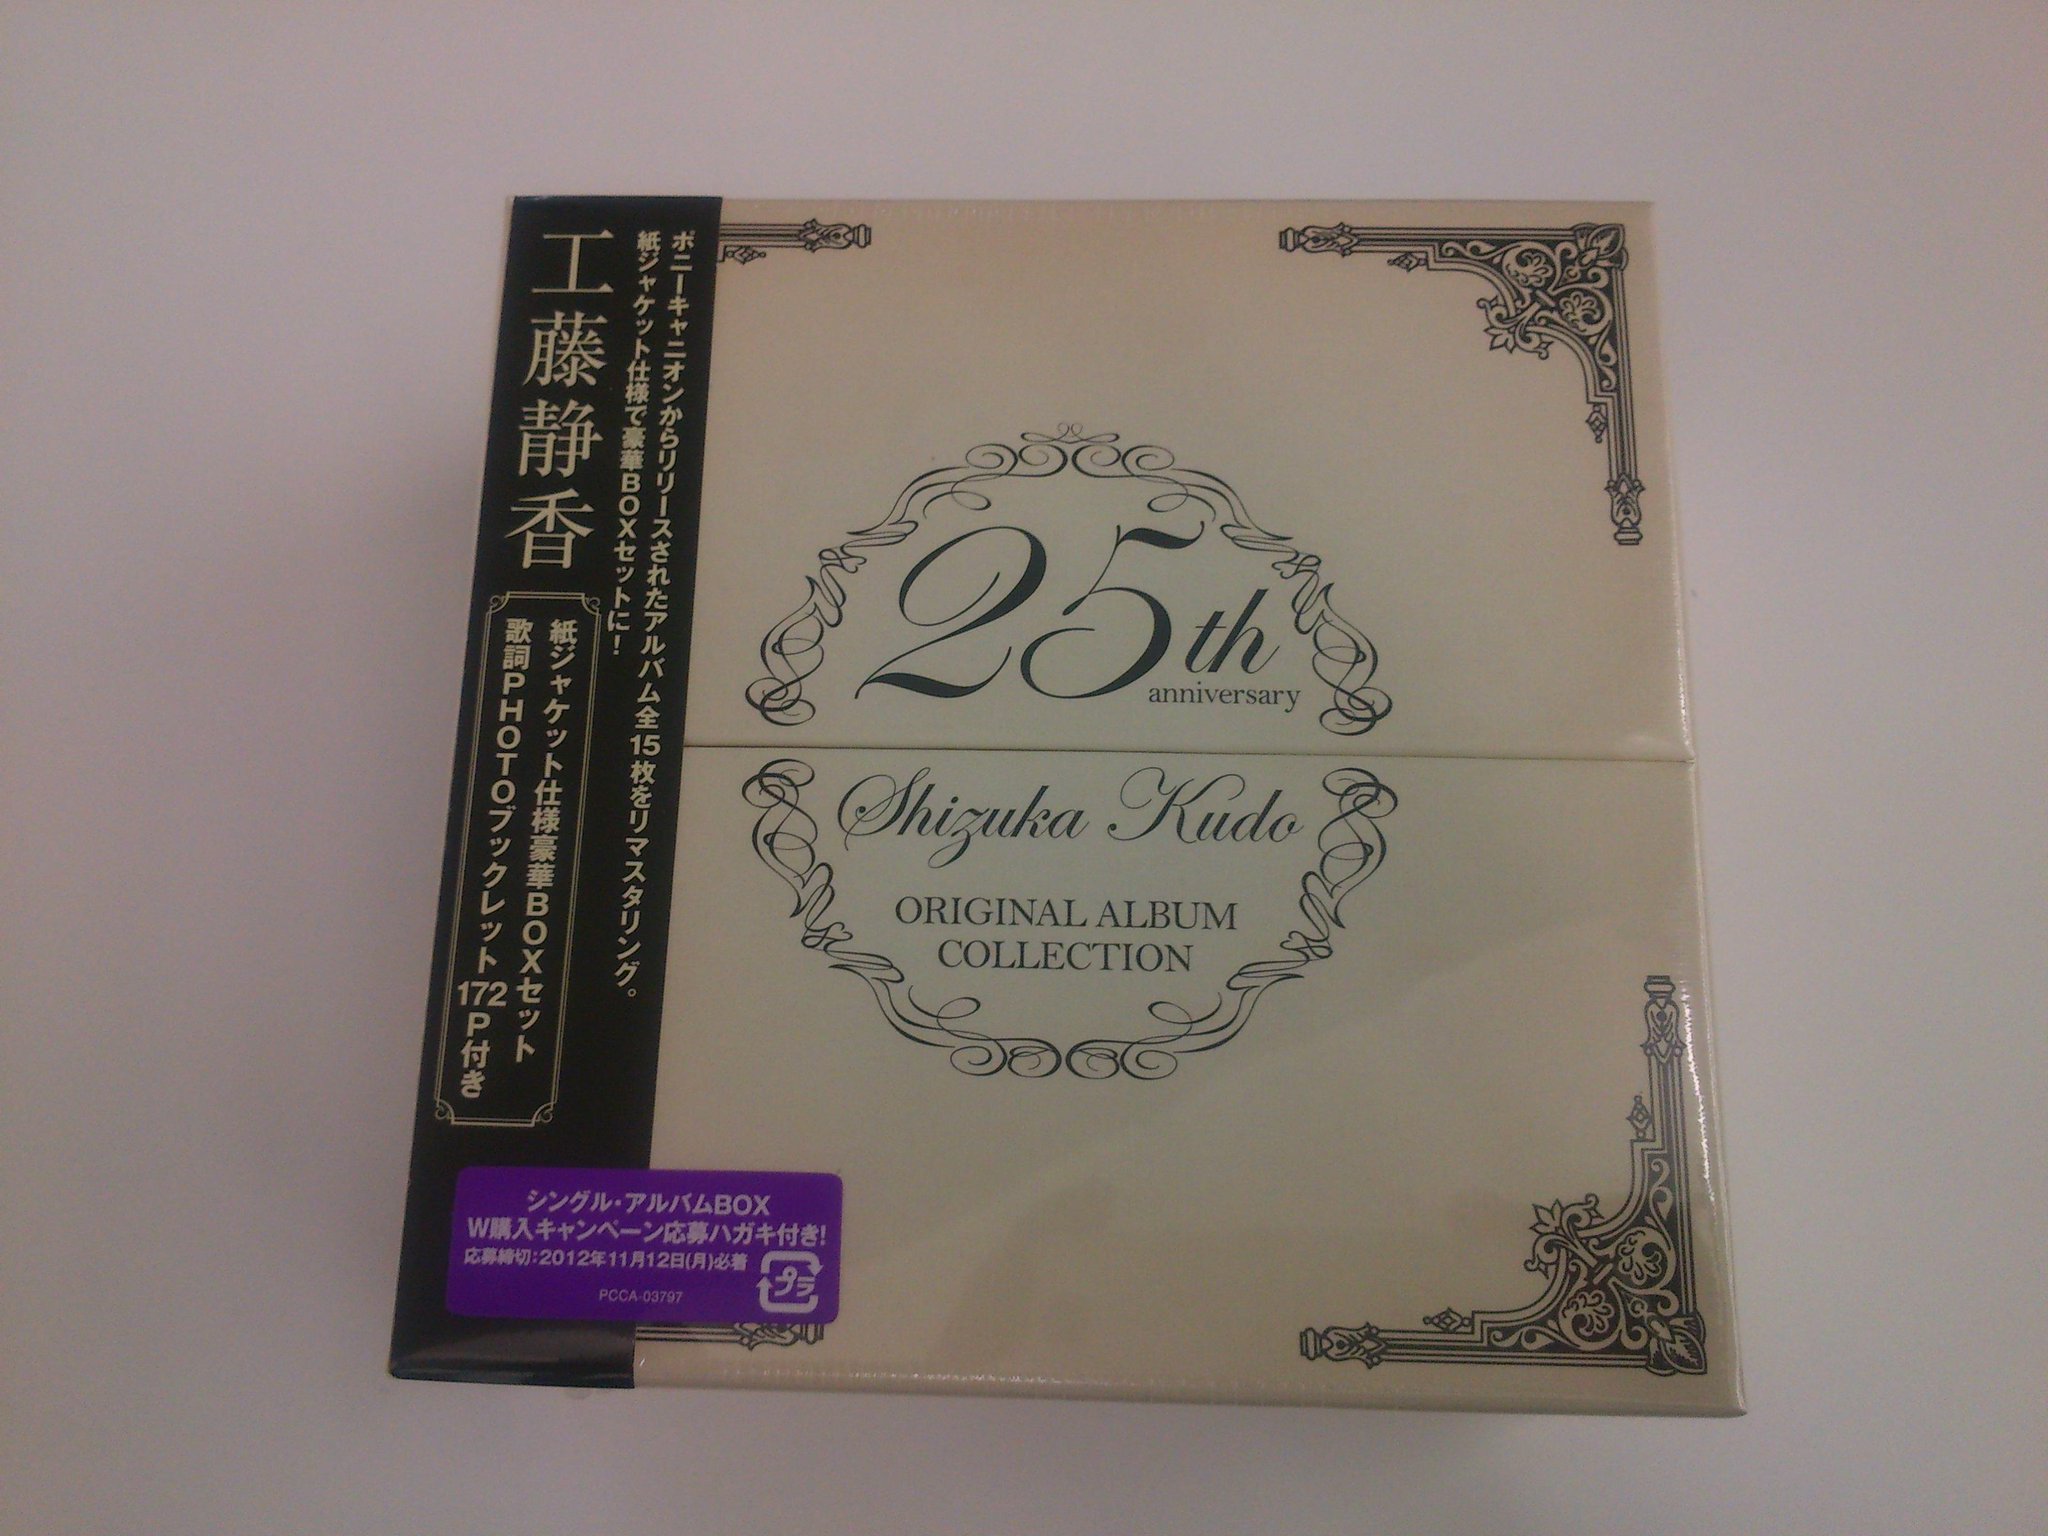 工藤静香
ポニーキャニオンからリリースされたアルバム全15枚をリマスタリング。
紙ジャケット仕様で豪華BOXセットに!
紙ジャケット仕様豪華BOXセット
歌詞PHOTOブックレット172P付き
25th
anniversary
Shizuka Kudo
ORIGINAL ALBUM
COLLECTION
シングル・アルバムBOX
W購入キャンペーン応募ハガキ付き!
応募締切:2012年11月12日(月)必着
プラ
PCCA-03797